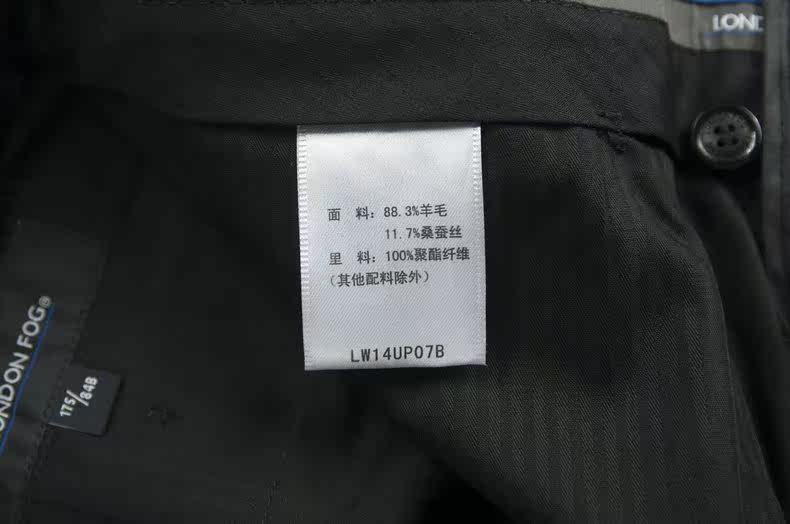 LOND
面 料：88.3%羊毛
11.7%桑蚕丝
里 料：100%聚酯纤维
（其他配料除外）
LW14UP07B
ONDON FOG®
175/84B